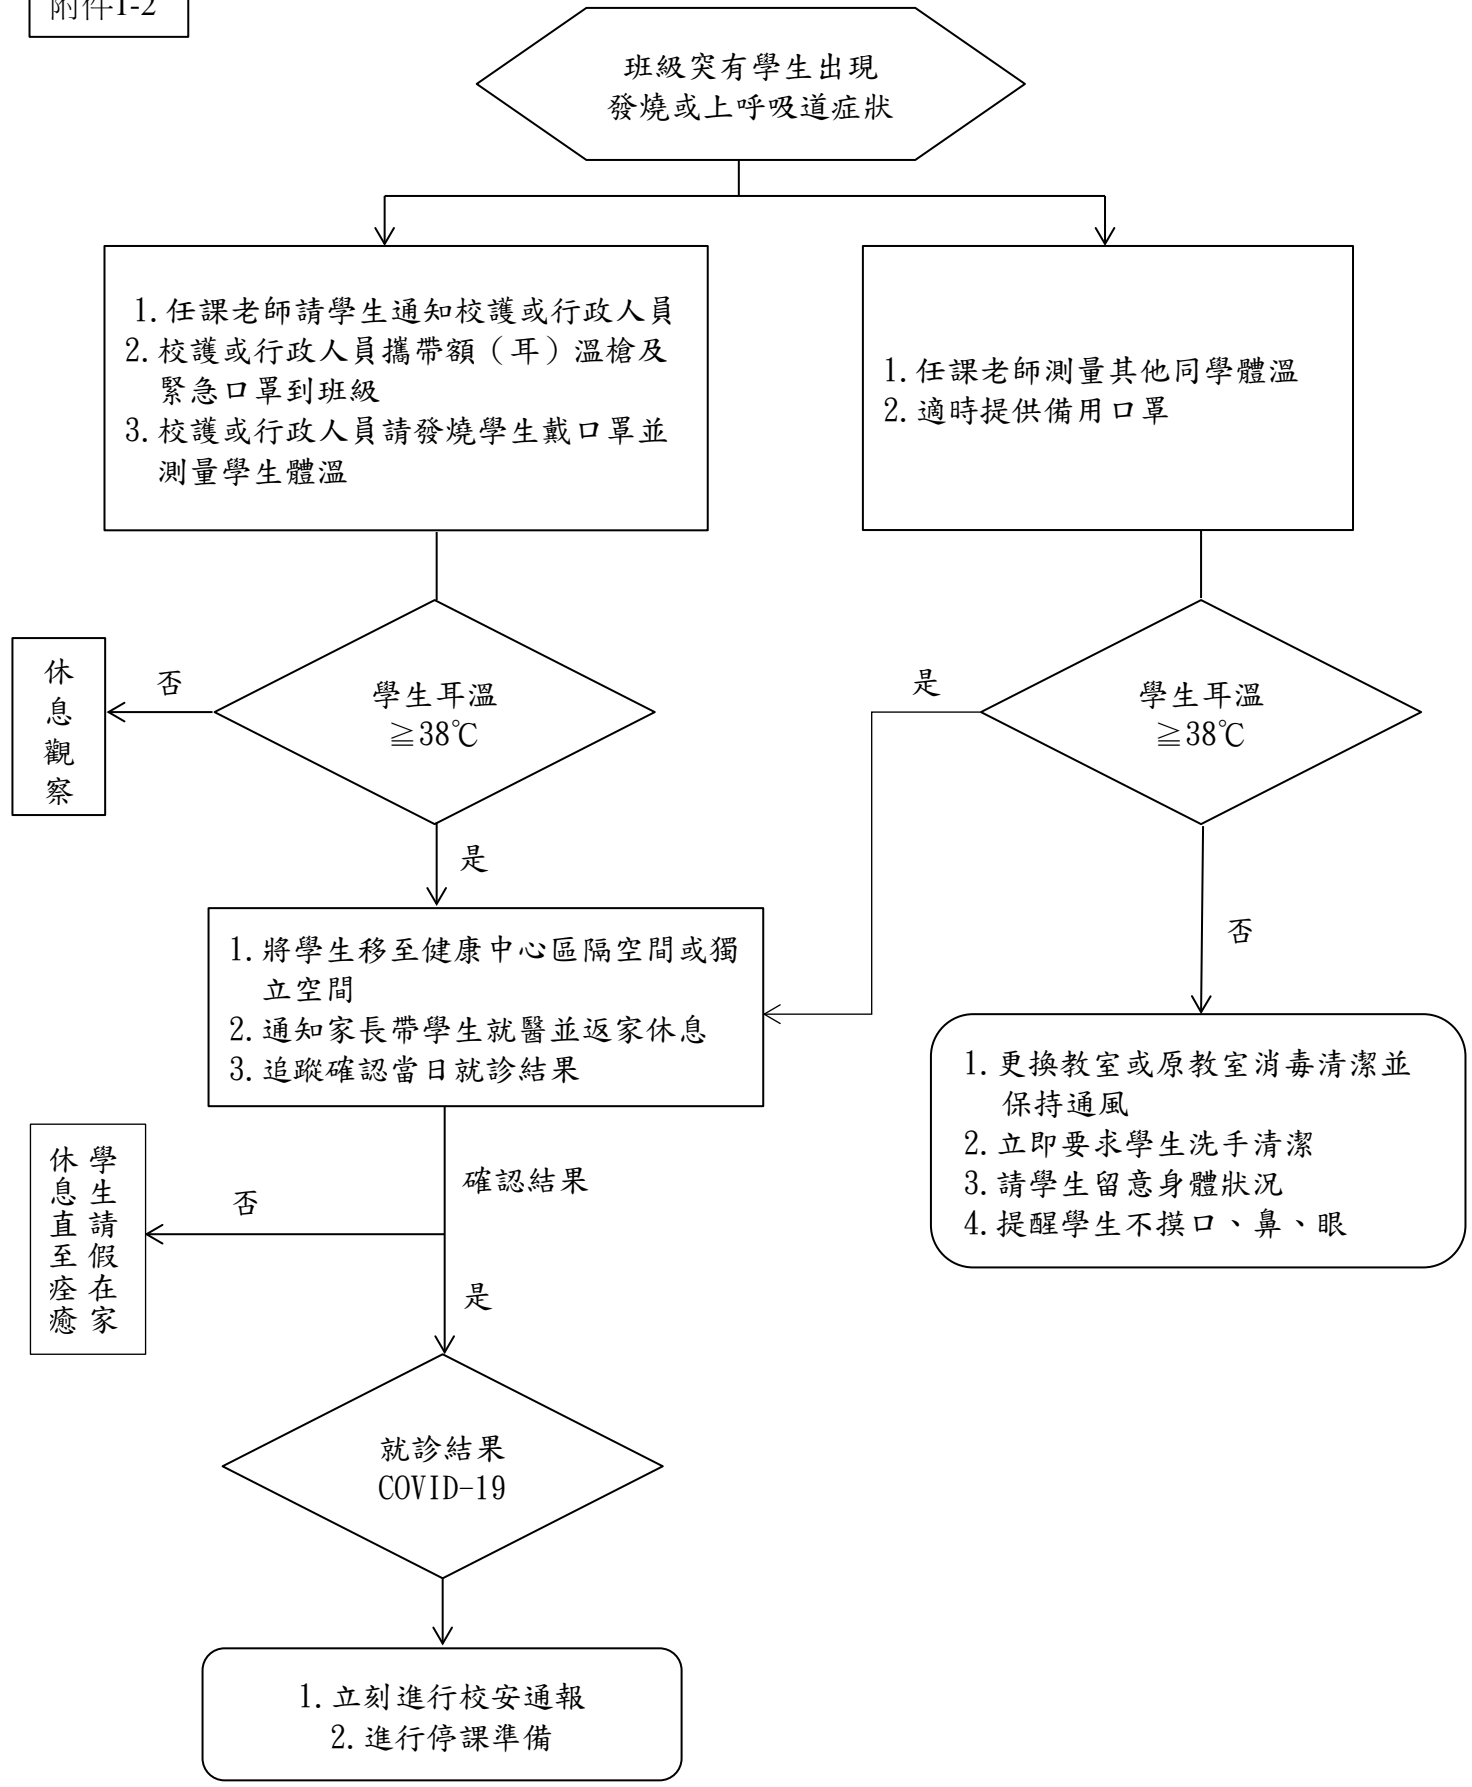 附件1-2
班級突有學生出現
發燒或上呼吸道症狀
1.任課老師請學生通知校護或行政人員
2.校護或行政人員攜帶額（耳）溫槍及
緊急口罩到班級
3.校護或行政人員請發燒學生戴口罩並
測量學生體溫
1.任課老師測量其他同學體溫
2.適時提供備用口罩
休息觀察
否
學生耳溫
≧38℃
是
學生耳溫
≧38℃
是
否
1.將學生移至健康中心區隔空間或獨
立空間
2.通知家長帶學生就醫並返家休息
3.追蹤確認當日就診結果
1.更換教室或原教室消毒清潔並
保持通風
2.立即要求學生洗手清潔
3.請學生留意身體狀況
4.提醒學生不摸口、鼻、眼
學生請假在家
休息直至痊癒
否
確認結果
是
就診結果
COVID-19
1.立刻進行校安通報
2.進行停課準備